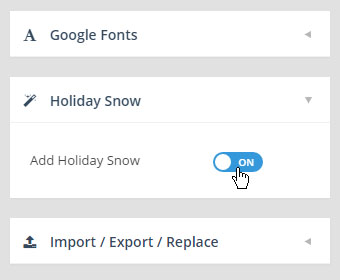 Google Fonts
Holiday Snow
Add Holiday Snow ON
Import / Export / Replace